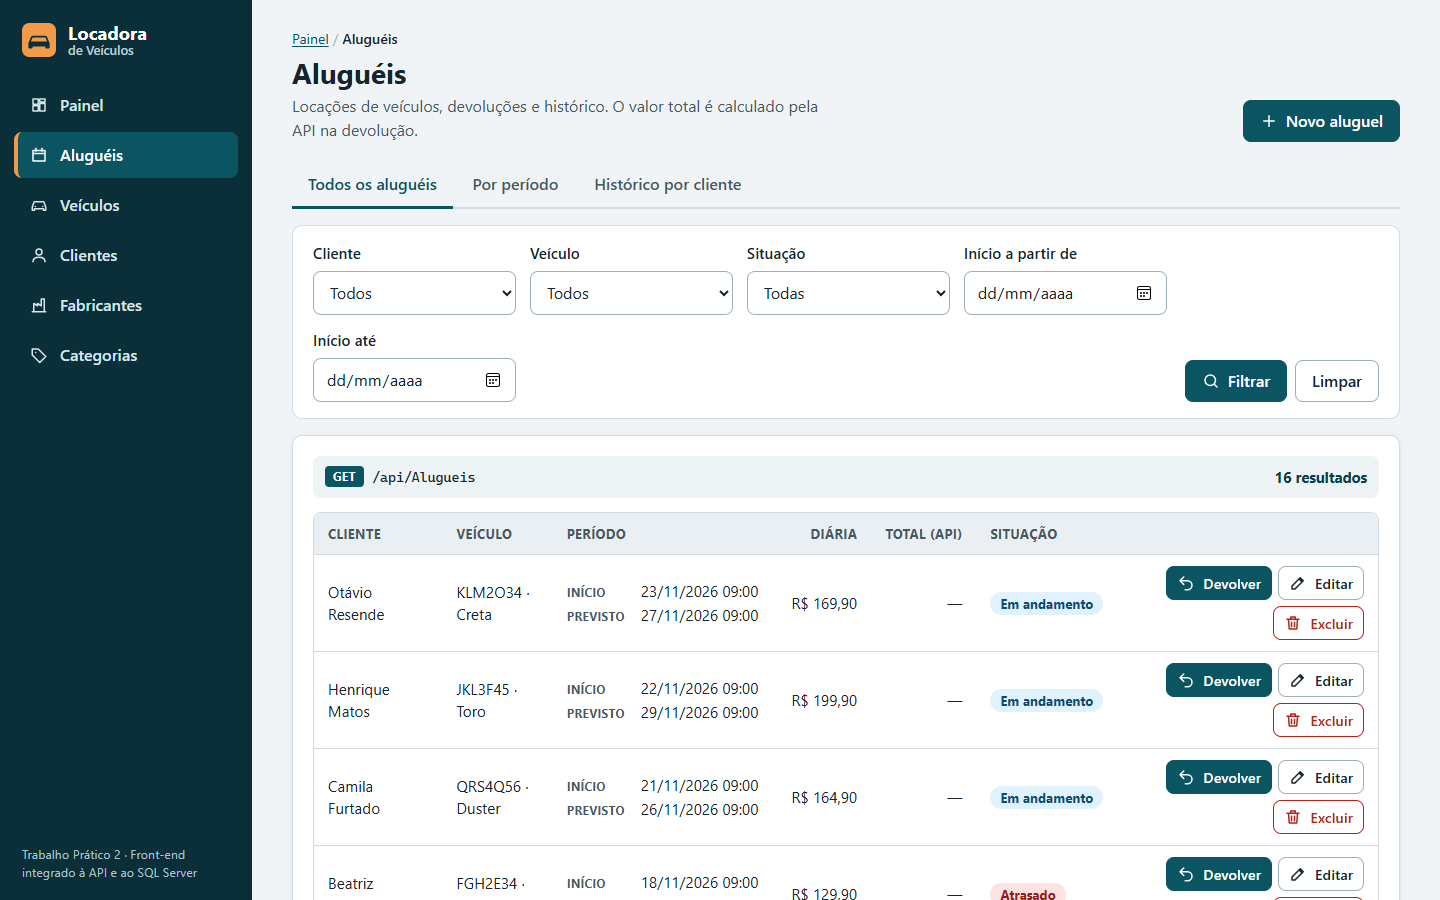 Locadora
de Veículos
Painel
Aluguéis
Veículos
Clientes
Fabricantes
Categorias
Trabalho Prático 2 · Front-end
integrado à API e ao SQL Server
Painel / Aluguéis
Aluguéis
Locações de veículos, devoluções e histórico. O valor total é calculado pela
API na devolução.
Novo aluguel
Todos os aluguéis Por período Histórico por cliente
Cliente Veículo Situação Início a partir de
Todos Todos Todas dd/mm/aaaa
Início até
dd/mm/aaaa
Filtrar Limpar
GET /api/Alugueis 16 resultados
CLIENTE VEÍCULO PERÍODO DIÁRIA TOTAL (API) SITUAÇÃO
Otávio Resende KLM2O34 · Creta INÍCIO 23/11/2026 09:00 PREVISTO 27/11/2026 09:00 R$ 169,90 — Em andamento Devolver Editar Excluir
Henrique Matos JKL3F45 · Toro INÍCIO 22/11/2026 09:00 PREVISTO 29/11/2026 09:00 R$ 199,90 — Em andamento Devolver Editar Excluir
Camila Furtado QRS4Q56 · Duster INÍCIO 21/11/2026 09:00 PREVISTO 26/11/2026 09:00 R$ 164,90 — Em andamento Devolver Editar Excluir
Beatriz FGH2E34 · INÍCIO 18/11/2026 09:00 R$ 129,90 — Atrasado Devolver Editar